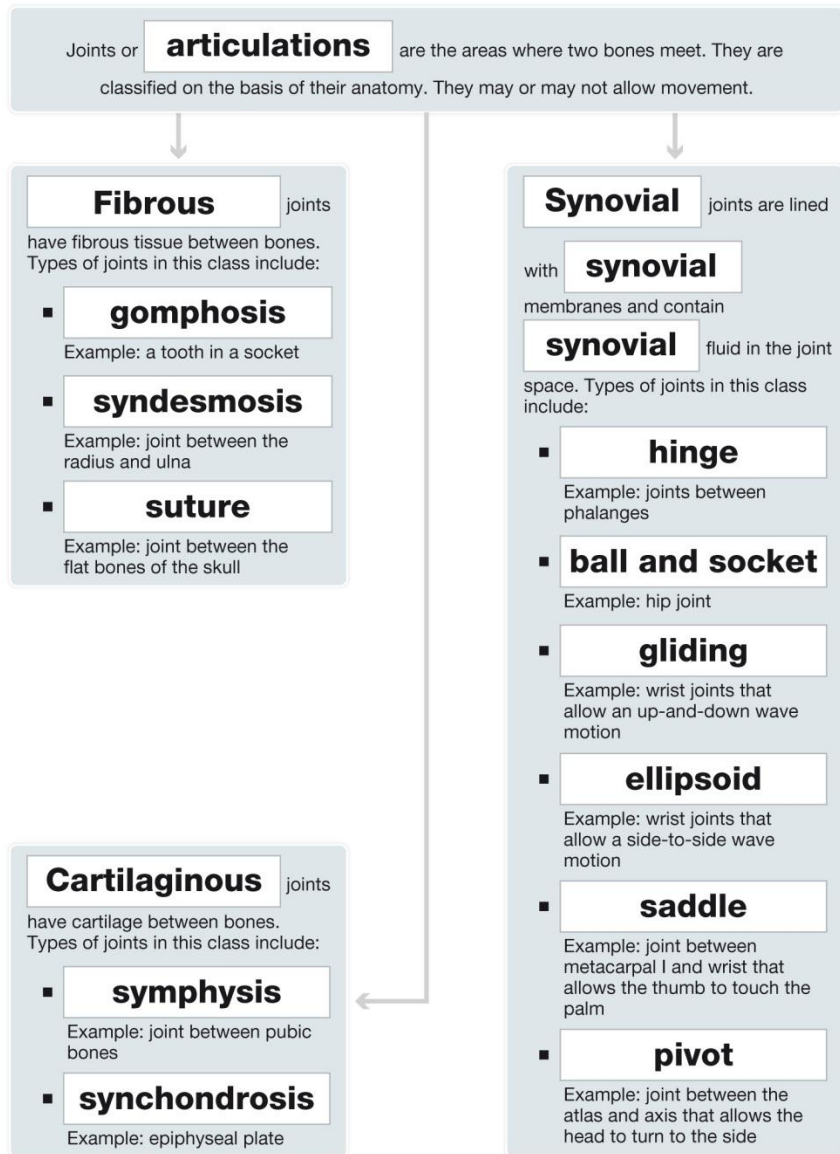 Joints or articulations are the areas where two bones meet. They are
classified on the basis of their anatomy. They may or may not allow movement.
Fibrous joints
have fibrous tissue between bones.
Types of joints in this class include:
▪ gomphosis
Example: a tooth in a socket
▪ syndesmosis
Example: joint between the
radius and ulna
▪ suture
Example: joint between the
flat bones of the skull
Cartilaginous joints
have cartilage between bones.
Types of joints in this class include:
▪ symphysis
Example: joint between pubic
bones
▪ synchondrosis
Example: epiphyseal plate
Synovial joints are lined
with synovial
membranes and contain
synovial fluid in the joint
space. Types of joints in this class
include:
▪ hinge
Example: joints between
phalanges
▪ ball and socket
Example: hip joint
▪ gliding
Example: wrist joints that
allow an up-and-down wave
motion
▪ ellipsoid
Example: wrist joints that
allow a side-to-side wave
motion
▪ saddle
Example: joint between
metacarpal I and wrist that
allows the thumb to touch the
palm
▪ pivot
Example: joint between the
atlas and axis that allows the
head to turn to the side